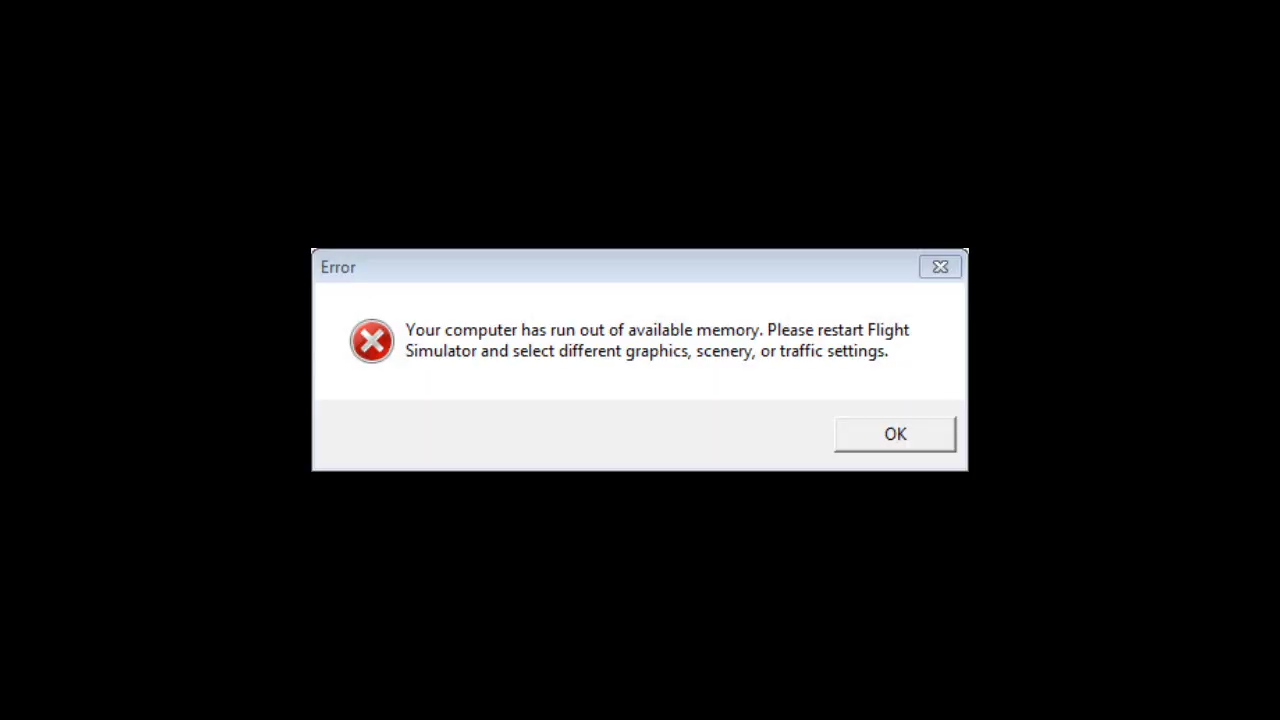 Error
Your computer has run out of available memory. Please restart Flight
Simulator and select different graphics, scenery, or traffic settings.
OK